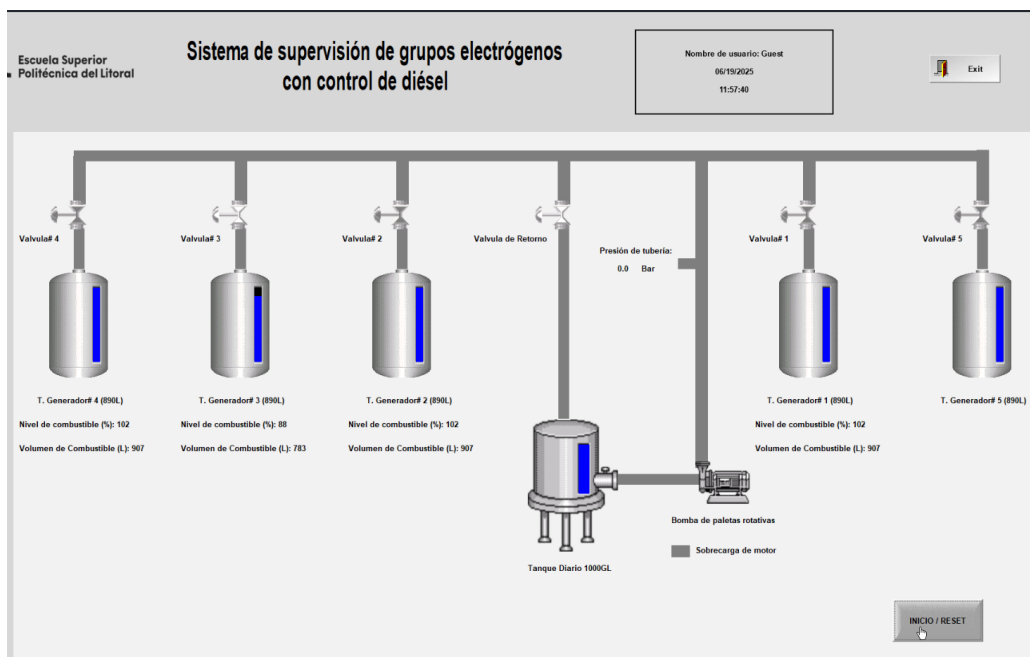 Escuela Superior
Politécnica del Litoral
Sistema de supervisión de grupos electrógenos
con control de diésel
Nombre de usuario: Guest
06/19/2025
11:57:40
Exit
Valvula# 4
Valvula# 3
Valvula# 2
Valvula de Retorno
Valvula# 1
Valvula# 5
Presión de tubería:
0.0 Bar
T. Generador# 4 (890L)
Nivel de combustible (%): 102
Volumen de Combustible (L): 907
T. Generador# 3 (890L)
Nivel de combustible (%): 88
Volumen de Combustible (L): 783
T. Generador# 2 (890L)
Nivel de combustible (%): 102
Volumen de Combustible (L): 907
T. Generador# 1 (890L)
Nivel de combustible (%): 102
Volumen de Combustible (L): 907
T. Generador# 5 (890L)
Bomba de paletas rotativas
Sobrecarga de motor
Tanque Diario 1000GL
INICIO / RESET